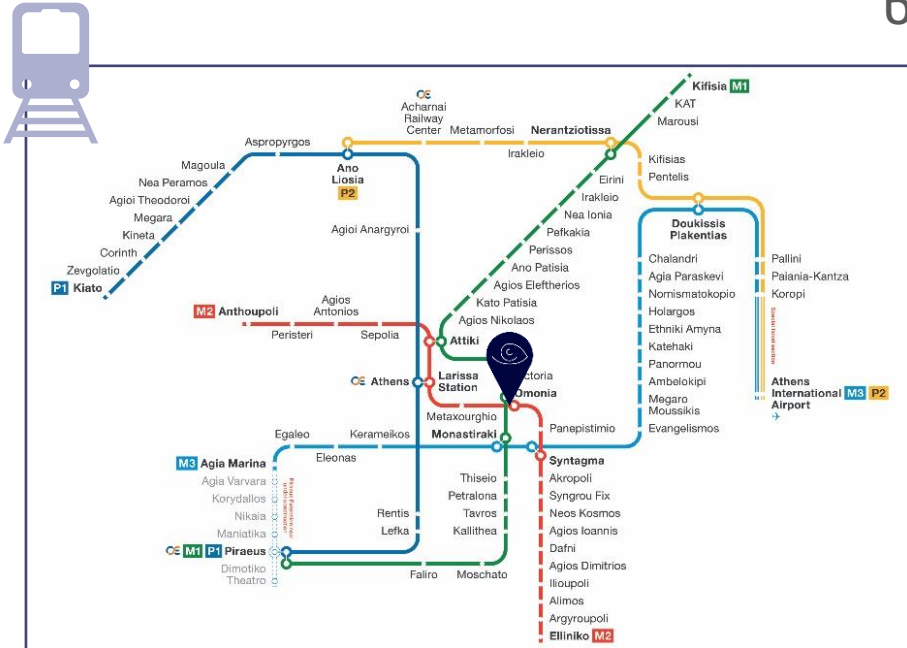 Kifisia M1
KAT
Marousi
Acharnai
Railway
Center
Metamorfosi
Nerantziotissa
Irakleio
Aspropyrgos
Magoula
Nea Peramos
Agioi Theodoroi
Megara
Kineta
Corinth
Zevgolatio
P1 Kiato
Ano
Liosia
P2
Agioi Anargyroi
Kifisias
Pentelis
Eirini
Irakleio
Nea Ionia
Pefkakia
Perissos
Ano Patisia
Agios Eleftherios
Kato Patisia
Agios Nikolaos
Attiki
Doukissis
Plakentias
Chalandri
Agia Paraskevi
Nomismatokopio
Holargos
Ethniki Amyna
Katehaki
Panormou
Ambelokipi
Megaro
Moussikis
Evangelismos
Pallini
Paiania-Kantza
Koropi
Athens
International M3 P2
Airport
M2 Anthoupoli
Peristeri
Agios
Antonios
Sepolia
Athens
Larissa
Station
ctoria
Omonia
Metaxourghio
Monastiraki
Panepistimio
Syntagma
Egaleo
Kerameikos
Eleonas
M3 Agia Marina
Agia Varvara
Korydallos
Nikaia
Maniatika
M1 P1 Piraeus
Dimotiko
Theatro
Rentis
Lefka
Thiseio
Petralona
Tavros
Kallithea
Faliro
Moschato
Akropoli
Syngrou Fix
Neos Kosmos
Agios Ioannis
Dafni
Agios Dimitrios
Ilioupoli
Alimos
Argyroupoli
Elliniko M2